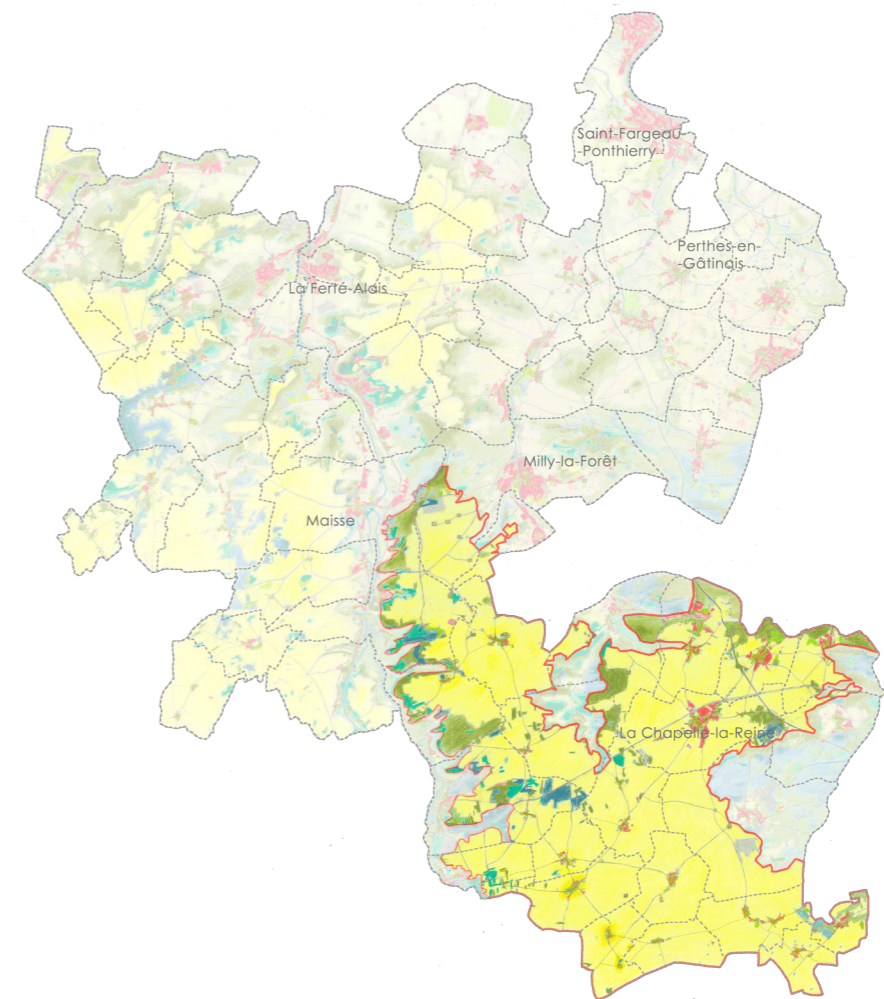 Saint-Fargeau-
-Ponthierry
Perthes-en-
-Gâtinais
La Ferté-Alais
Milly-la-Forêt
Maisse
La Chapelle-la-Reine